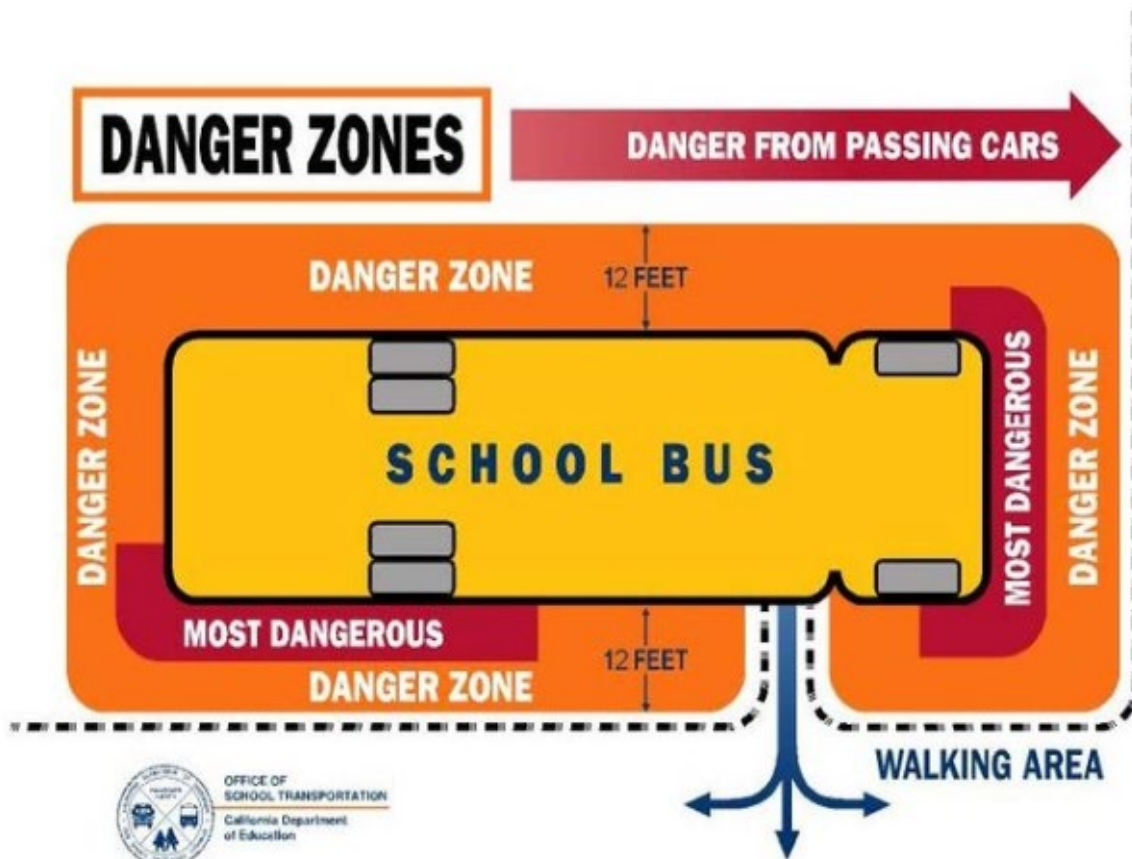 DANGER ZONES
DANGER FROM PASSING CARS
DANGER ZONE
12 FEET
DANGER ZONE
SCHOOL BUS
MOST DANGEROUS
DANGER ZONE
MOST DANGEROUS
12 FEET
DANGER ZONE
WALKING AREA
OFFICE OF
SCHOOL TRANSPORTATION
California Department
of Education